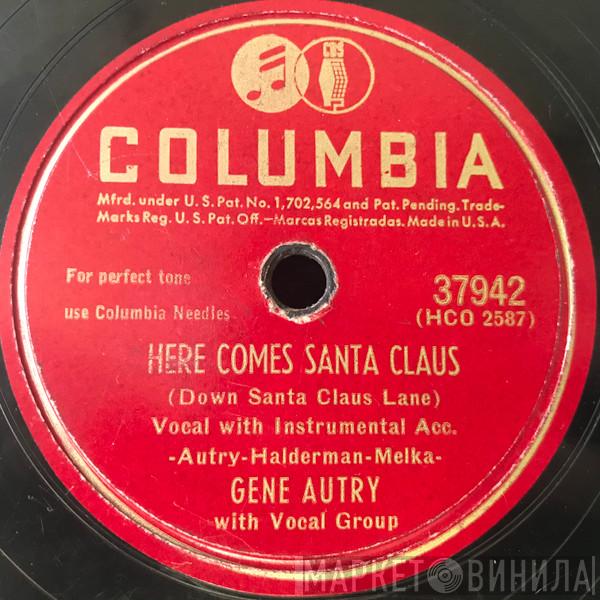 CBS
COLUMBIA
Mfrd. under U. S. Pat. No. 1,702,564 and Pat. Pending. Trade-
Marks Reg. U. S. Pat. Off.—Marcas Registradas. Made in U. S. A.
For perfect tone
use Columbia Needles
37942
(HCO 2587)
HERE COMES SANTA CLAUS
(Down Santa Claus Lane)
Vocal with Instrumental Acc.
-Autry-Halderman-Melka-
GENE AUTRY
with Vocal Group
МАРКЕТ ВИНИЛА